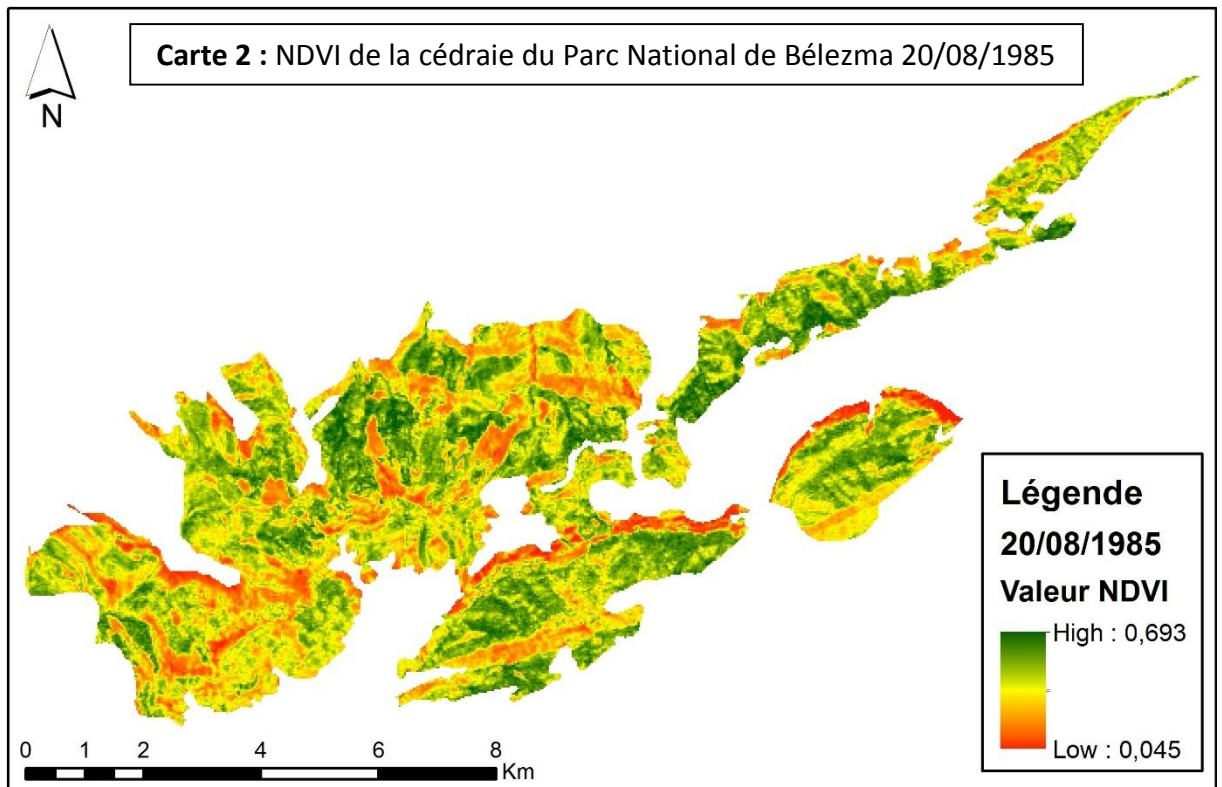 Carte 2 : NDVI de la cédraie du Parc National de Bélezma 20/08/1985
N
Légende
20/08/1985
Valeur NDVI
High : 0,693
Low : 0,045
0 1 2 4 6 8
Km